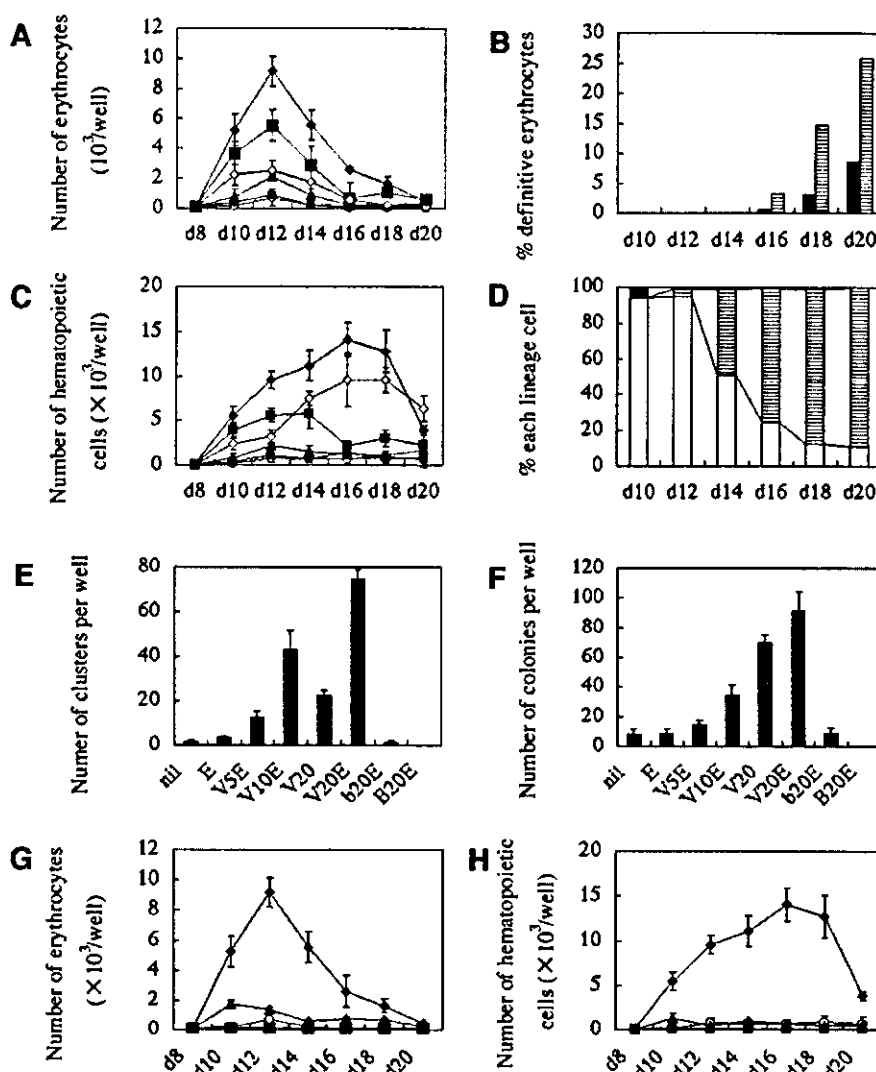 A
Number of erythrocytes
(10³/well)
12
10
8
6
4
2
0
d8 d10 d12 d14 d16 d18 d20
B
% definitive erythrocytes
30
25
20
15
10
5
0
d10 d12 d14 d16 d18 d20
C
Number of hematopoietic
cells (×10³/well)
20
15
10
5
0
d8 d10 d12 d14 d16 d18 d20
D
% each lineage cell
100
80
60
40
20
0
d10 d12 d14 d16 d18 d20
E
Numer of clusters per well
80
60
40
20
0
nil E V5E V10E V20 V20E b20E B20E
F
Number of colonies per well
120
100
80
60
40
20
0
nil E V5E V10E V20 V20E b20E B20E
G
Number of erythrocytes
(×10³/well)
12
10
8
6
4
2
0
d8 d10 d12 d14 d16 d18 d20
H
Number of hematopoietic
cells (×10³/well)
20
15
10
5
0
d8 d10 d12 d14 d16 d18 d20